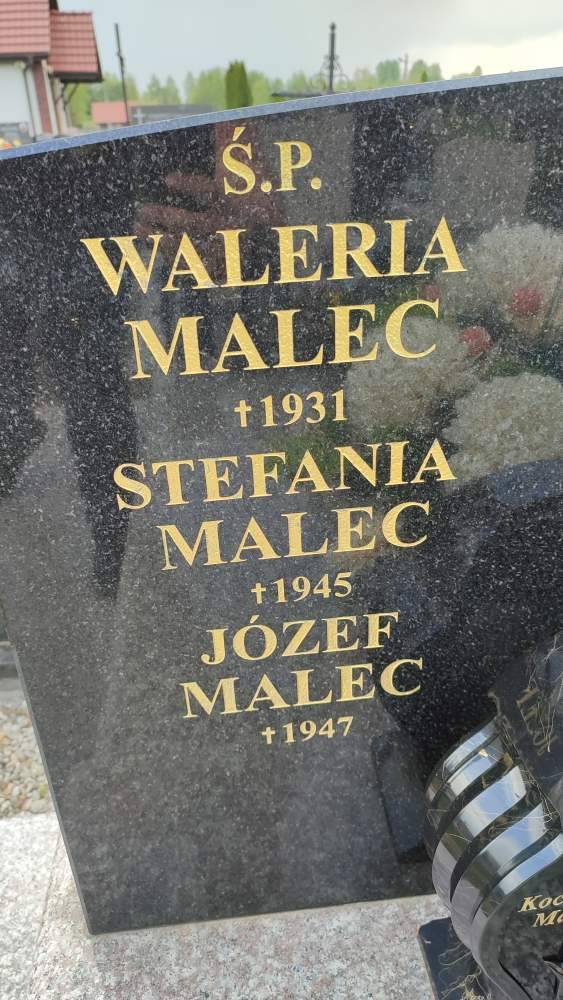 Ś.P.
WALERIA
MALEC
†1931
STEFANIA
MALEC
†1945
JÓZEF
MALEC
†1947